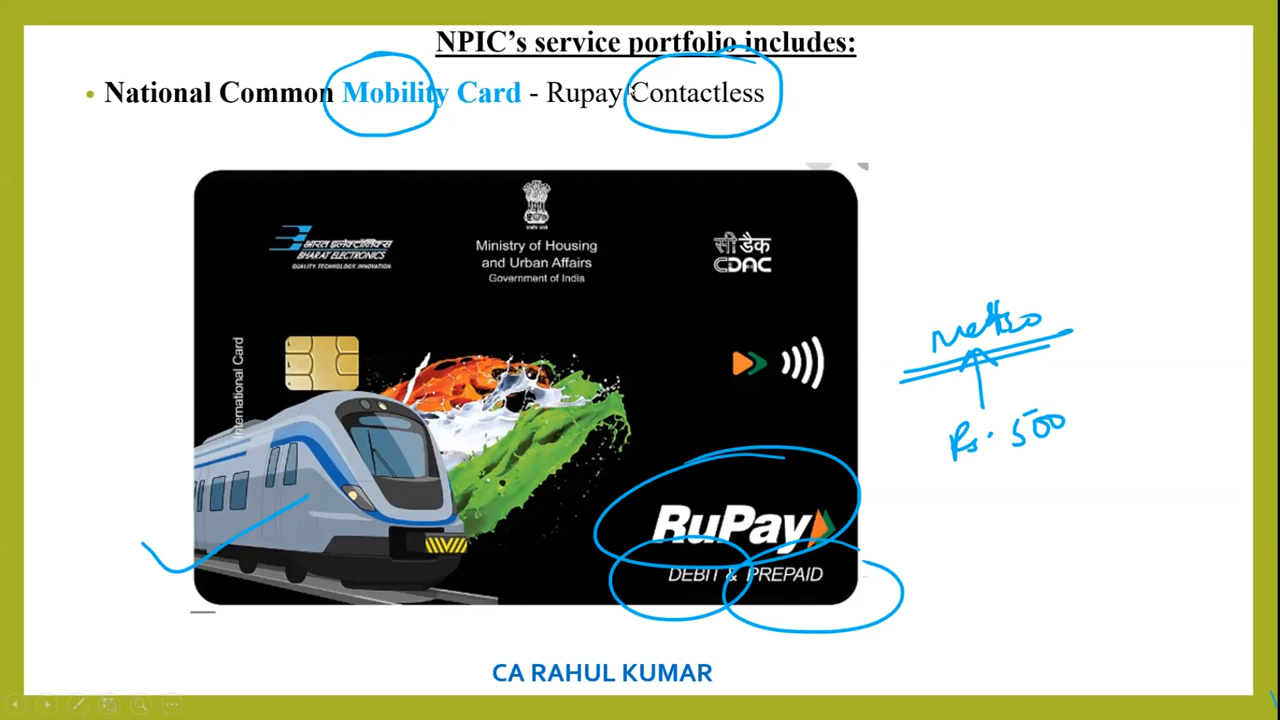 NPIC's service portfolio includes:
• National Common Mobility Card - Rupay Contactless
भारत इलेक्ट्रॉनिक्स
BHARAT ELECTRONICS
QUALITY. TECHNOLOGY. INNOVATION.
Ministry of Housing
and Urban Affairs
Government of India
सी डैक
CDAC
International Card
Metro
Rs. 500
RuPay
DEBIT & PREPAID
CA RAHUL KUMAR